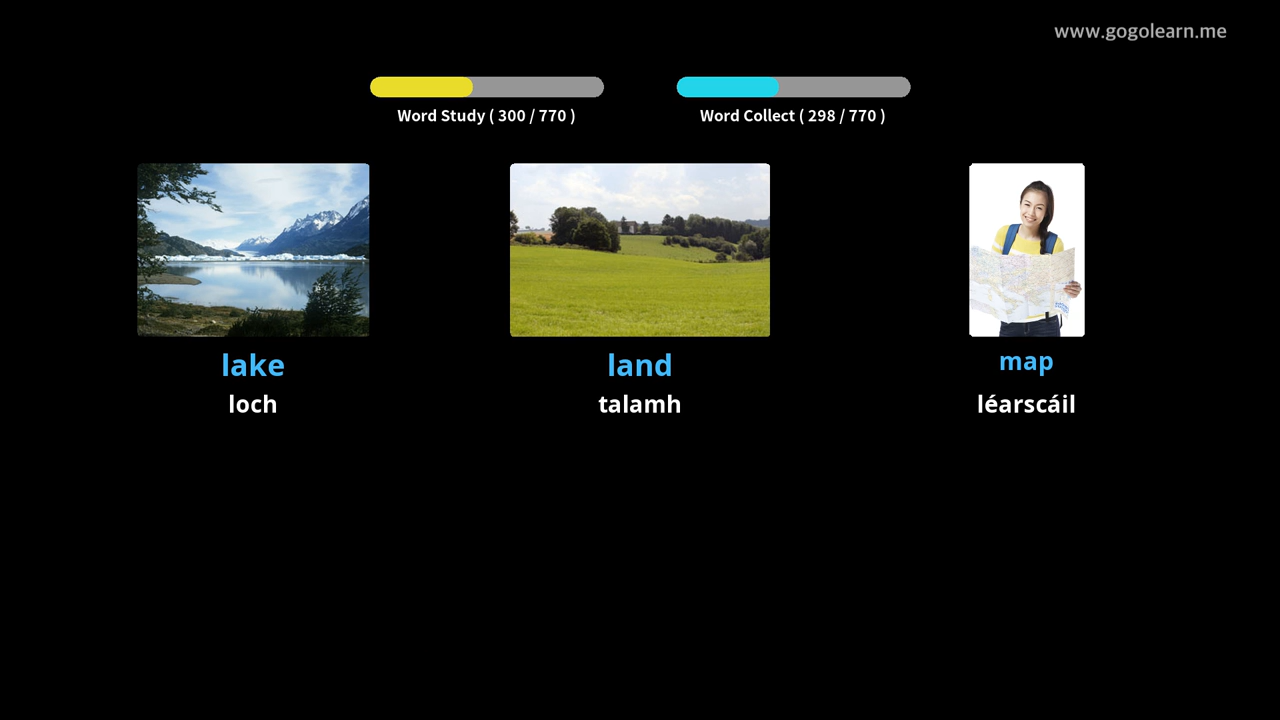 www.gogolearn.me
Word Study ( 300 / 770 )
Word Collect ( 298 / 770 )
lake
land
map
loch
talamh
léarscáil